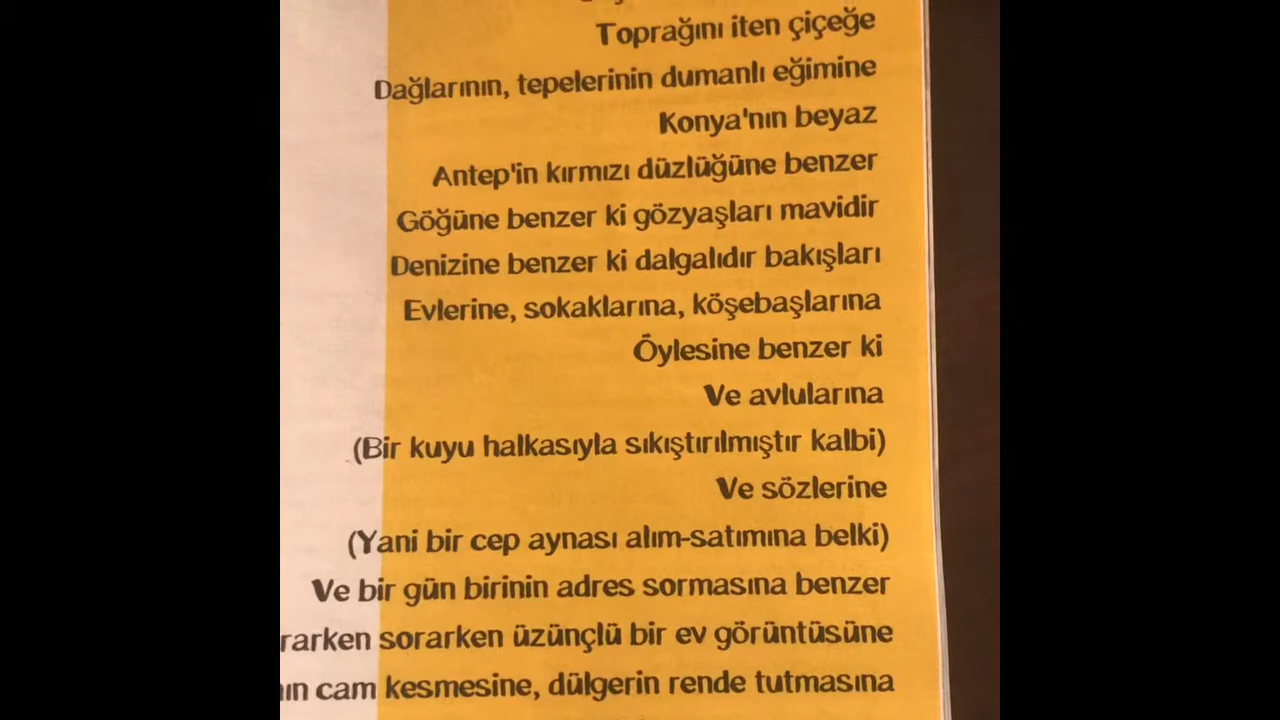 Toprağını iten çiçeğe
Dağlarının, tepelerinin dumanlı eğimine
Konya'nın beyaz
Antep'in kırmızı düzlüğüne benzer
Göğüne benzer ki gözyaşları mavidir
Denizine benzer ki dalgalıdır bakışları
Evlerine, sokaklarına, köşebaşlarına
Öylesine benzer ki
Ve avlularına
(Bir kuyu halkasıyla sıkıştırılmıştır kalbi)
Ve sözlerine
(Yani bir cep aynası alım-satımına belki)
Ve bir gün birinin adres sormasına benzer
sorarken üzünçlü bir ev görüntüsüne
cam kesmesine, dülgerin rende tutmasına